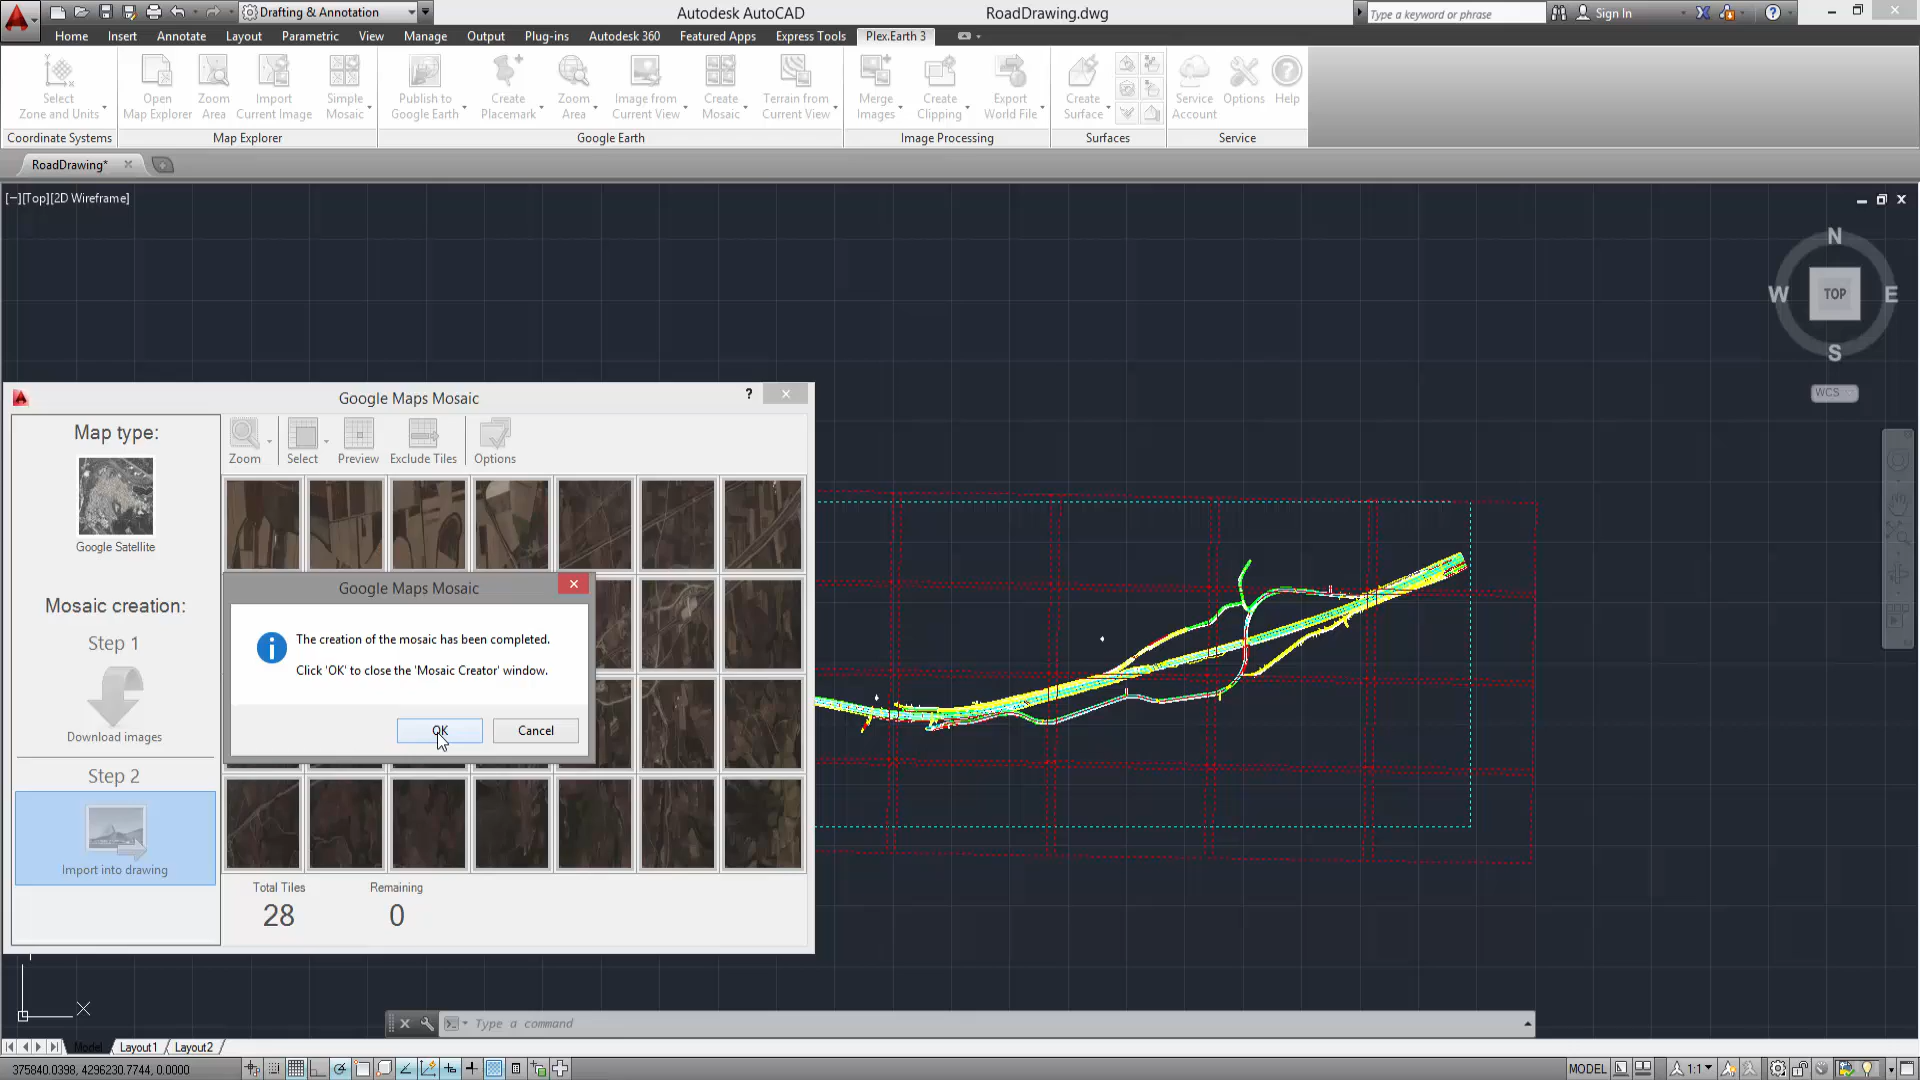 Drafting & Annotation
Autodesk AutoCAD RoadDrawing.dwg
Type a keyword or phrase
Sign In
Home Insert Annotate Layout Parametric View Manage Output Plug-ins Autodesk 360 Featured Apps Express Tools Plex.Earth 3
Select Zone and Units
Open Map Explorer
Zoom Area
Import Current Image
Simple Mosaic
Publish to Google Earth
Create Placemark
Zoom Area
Image from Current View
Create Mosaic
Terrain from Current View
Merge Images
Create Clipping
Export World File
Create Surface
Service Account
Options
Help
Coordinate Systems Map Explorer Google Earth Image Processing Surfaces Service
RoadDrawing*
[−][Top][2D Wireframe]
N
W TOP E
S
WCS
Google Maps Mosaic
?
Map type:
Google Satellite
Mosaic creation:
Step 1
Download images
Step 2
Import into drawing
Zoom Select Preview Exclude Tiles Options
Google Maps Mosaic
The creation of the mosaic has been completed.
Click 'OK' to close the 'Mosaic Creator' window.
OK Cancel
Total Tiles Remaining
28 0
Type a command
Model Layout1 Layout2
375840.0398, 4296230.7744, 0.0000
MODEL
1:1